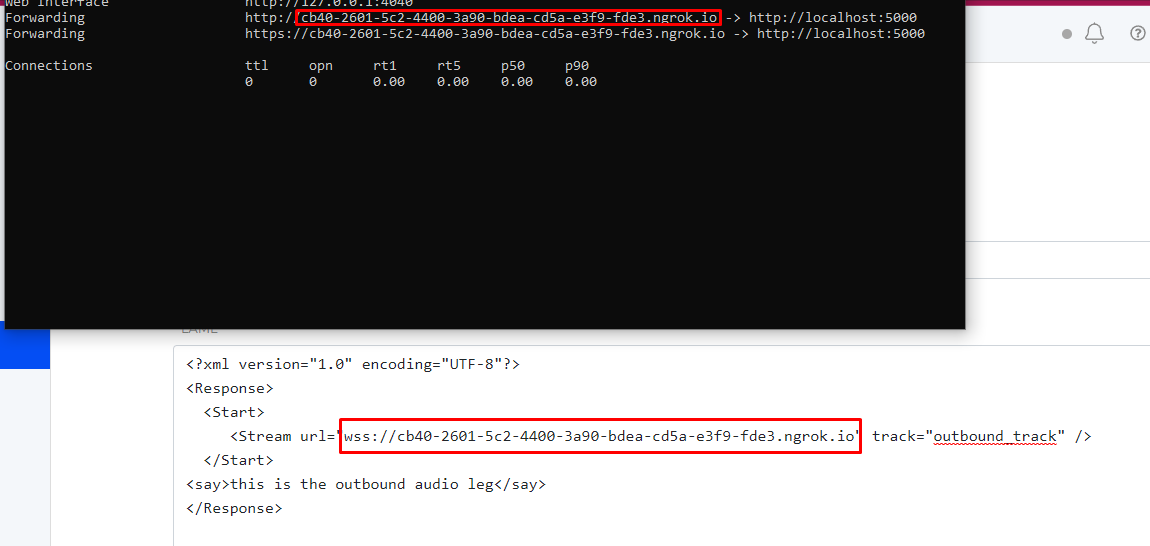 Web Interface http://127.0.0.1:4040
Forwarding http://cb40-2601-5c2-4400-3a90-bdea-cd5a-e3f9-fde3.ngrok.io -> http://localhost:5000
Forwarding https://cb40-2601-5c2-4400-3a90-bdea-cd5a-e3f9-fde3.ngrok.io -> http://localhost:5000
Connections ttl opn rt1 rt5 p50 p90
0 0 0.00 0.00 0.00 0.00
LAML
<?xml version="1.0" encoding="UTF-8"?>
<Response>
<Start>
<Stream url="wss://cb40-2601-5c2-4400-3a90-bdea-cd5a-e3f9-fde3.ngrok.io" track="outbound_track" />
</Start>
<say>this is the outbound audio leg</say>
</Response>